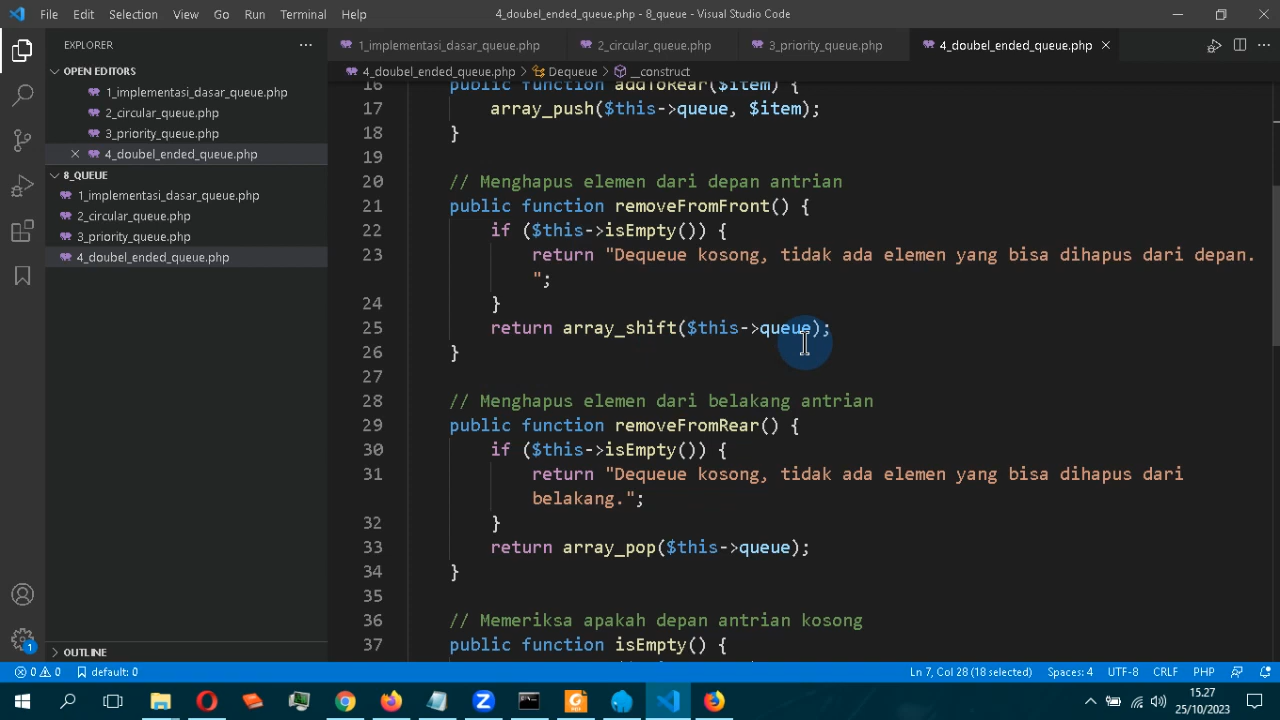 File Edit Selection View Go Run Terminal Help 4_doubel_ended_queue.php - 8_queue - Visual Studio Code
EXPLORER
1_implementasi_dasar_queue.php 2_circular_queue.php 3_priority_queue.php 4_doubel_ended_queue.php
4_doubel_ended_queue.php > Dequeue > __construct
OPEN EDITORS
1_implementasi_dasar_queue.php
2_circular_queue.php
3_priority_queue.php
4_doubel_ended_queue.php
8_QUEUE
1_implementasi_dasar_queue.php
2_circular_queue.php
3_priority_queue.php
4_doubel_ended_queue.php
OUTLINE
16 public function addToRear($item) {
17 array_push($this->queue, $item);
18 }
19
20 // Menghapus elemen dari depan antrian
21 public function removeFromFront() {
22 if ($this->isEmpty()) {
23 return "Dequeue kosong, tidak ada elemen yang bisa dihapus dari depan.
";
24 }
25 return array_shift($this->queue);
26 }
27
28 // Menghapus elemen dari belakang antrian
29 public function removeFromRear() {
30 if ($this->isEmpty()) {
31 return "Dequeue kosong, tidak ada elemen yang bisa dihapus dari
belakang.";
32 }
33 return array_pop($this->queue);
34 }
35
36 // Memeriksa apakah depan antrian kosong
37 public function isEmpty() {
0 0 default: 0 Ln 7, Col 28 (18 selected) Spaces: 4 UTF-8 CRLF PHP
1
15.27
25/10/2023